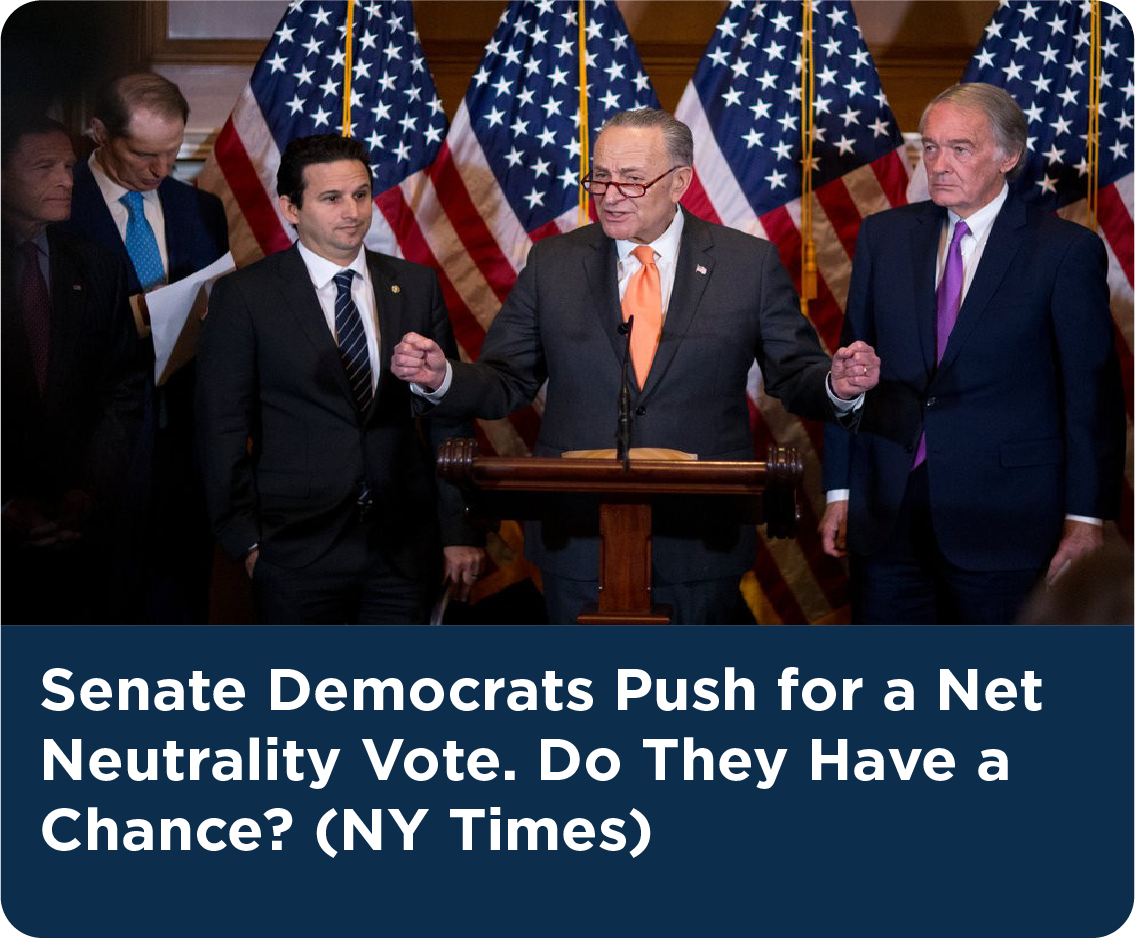 Senate Democrats Push for a Net
Neutrality Vote. Do They Have a
Chance? (NY Times)